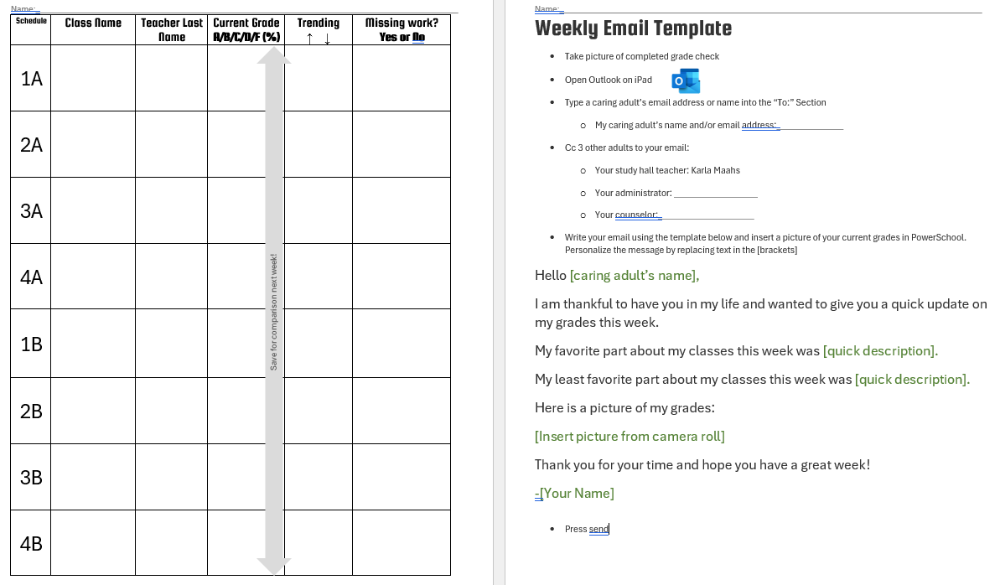 Name:_
Schedule
Class Name
Teacher Last
Name
Current Grade
A/B/C/D/F (%)
Trending
↑ ↓
Missing work?
Yes or No
1A
2A
3A
4A
1B
2B
3B
4B
Save for comparison next week!
Name:_
Weekly Email Template
• Take picture of completed grade check
• Open Outlook on iPad
O
• Type a caring adult’s email address or name into the “To:” Section
o My caring adult’s name and/or email address:_______________
• Cc 3 other adults to your email:
o Your study hall teacher: Karla Maahs
o Your administrator: __________________
o Your counselor:____________________
• Write your email using the template below and insert a picture of your current grades in PowerSchool.
Personalize the message by replacing text in the [brackets]
Hello [caring adult’s name],
I am thankful to have you in my life and wanted to give you a quick update on
my grades this week.
My favorite part about my classes this week was [quick description].
My least favorite part about my classes this week was [quick description].
Here is a picture of my grades:
[Insert picture from camera roll]
Thank you for your time and hope you have a great week!
-[Your Name]
• Press send